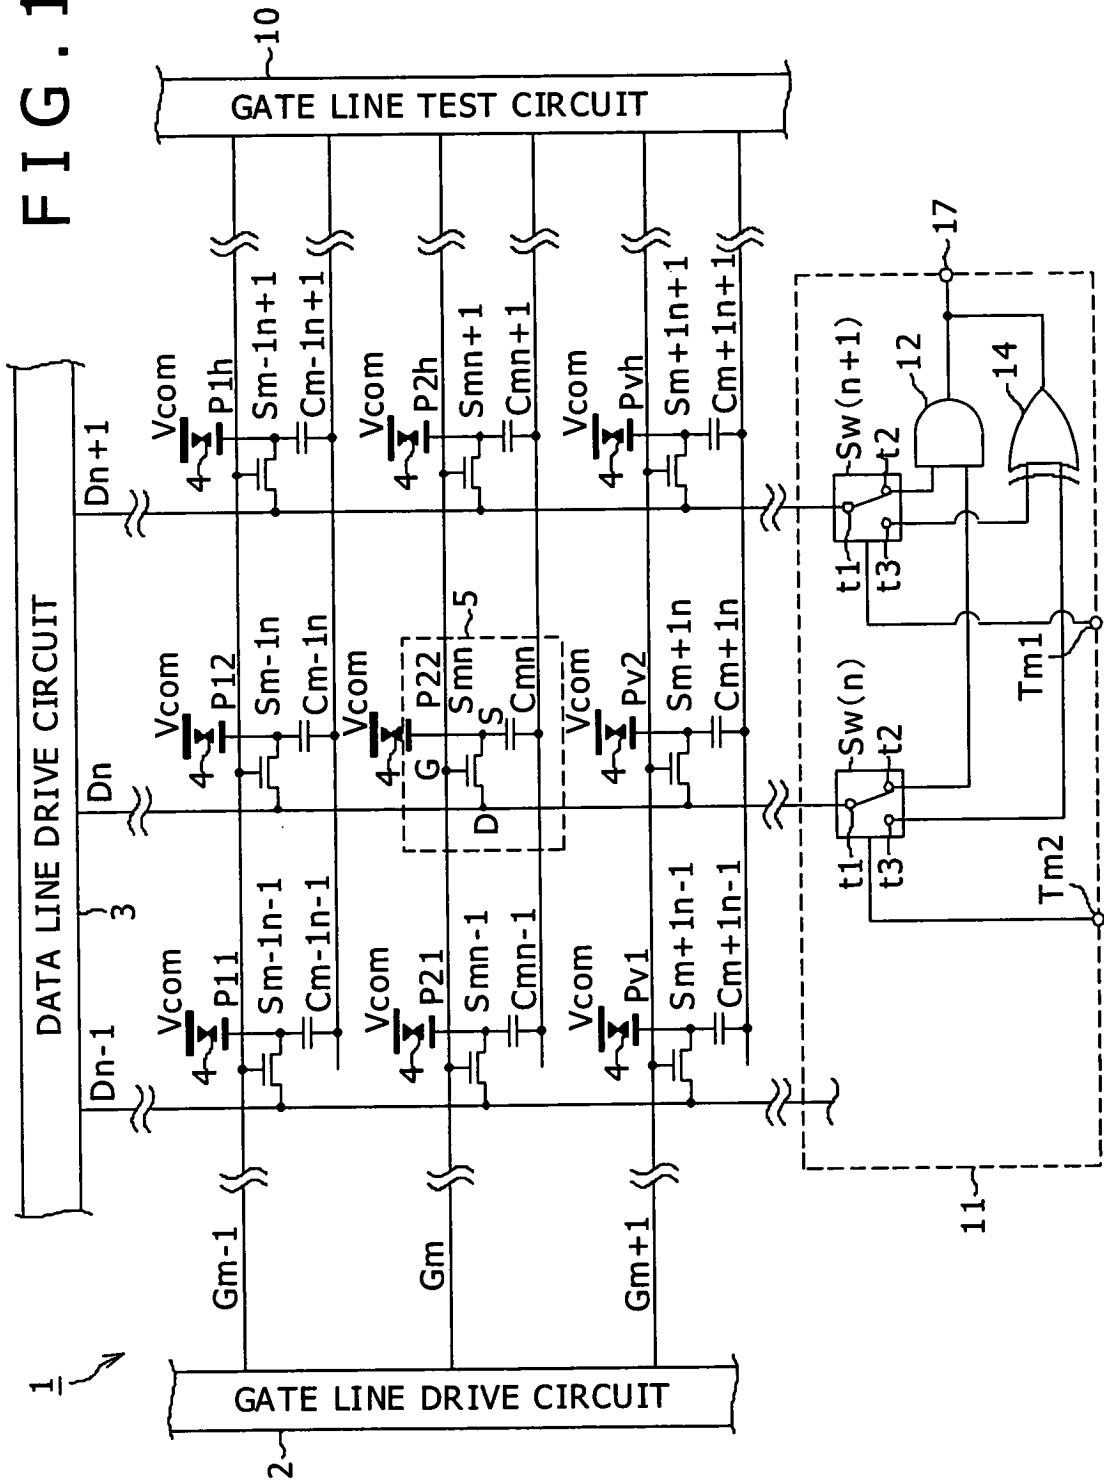 FIG.1
1
DATA LINE DRIVE CIRCUIT
3
Dn-1
Dn
Dn+1
GATE LINE DRIVE CIRCUIT
2
GATE LINE TEST CIRCUIT
10
Gm-1
Vcom
4
P11
Sm-1n-1
Cm-1n-1
Vcom
4
P12
Sm-1n
Cm-1n
Vcom
4
P1h
Sm-1n+1
Cm-1n+1
Gm
Vcom
4
P21
Smn-1
Cmn-1
Vcom
4
P22
G
Smn
S
D
Cmn
5
Vcom
4
P2h
Smn+1
Cmn+1
Gm+1
Vcom
4
Pv1
Sm+1n-1
Cm+1n-1
Vcom
4
Pv2
Sm+1n
Cm+1n
Vcom
4
Pvh
Sm+1n+1
Cm+1n+1
11
Sw(n)
t1
t2
t3
Sw(n+1)
t1
t2
t3
12
14
17
Tm2
Tm1